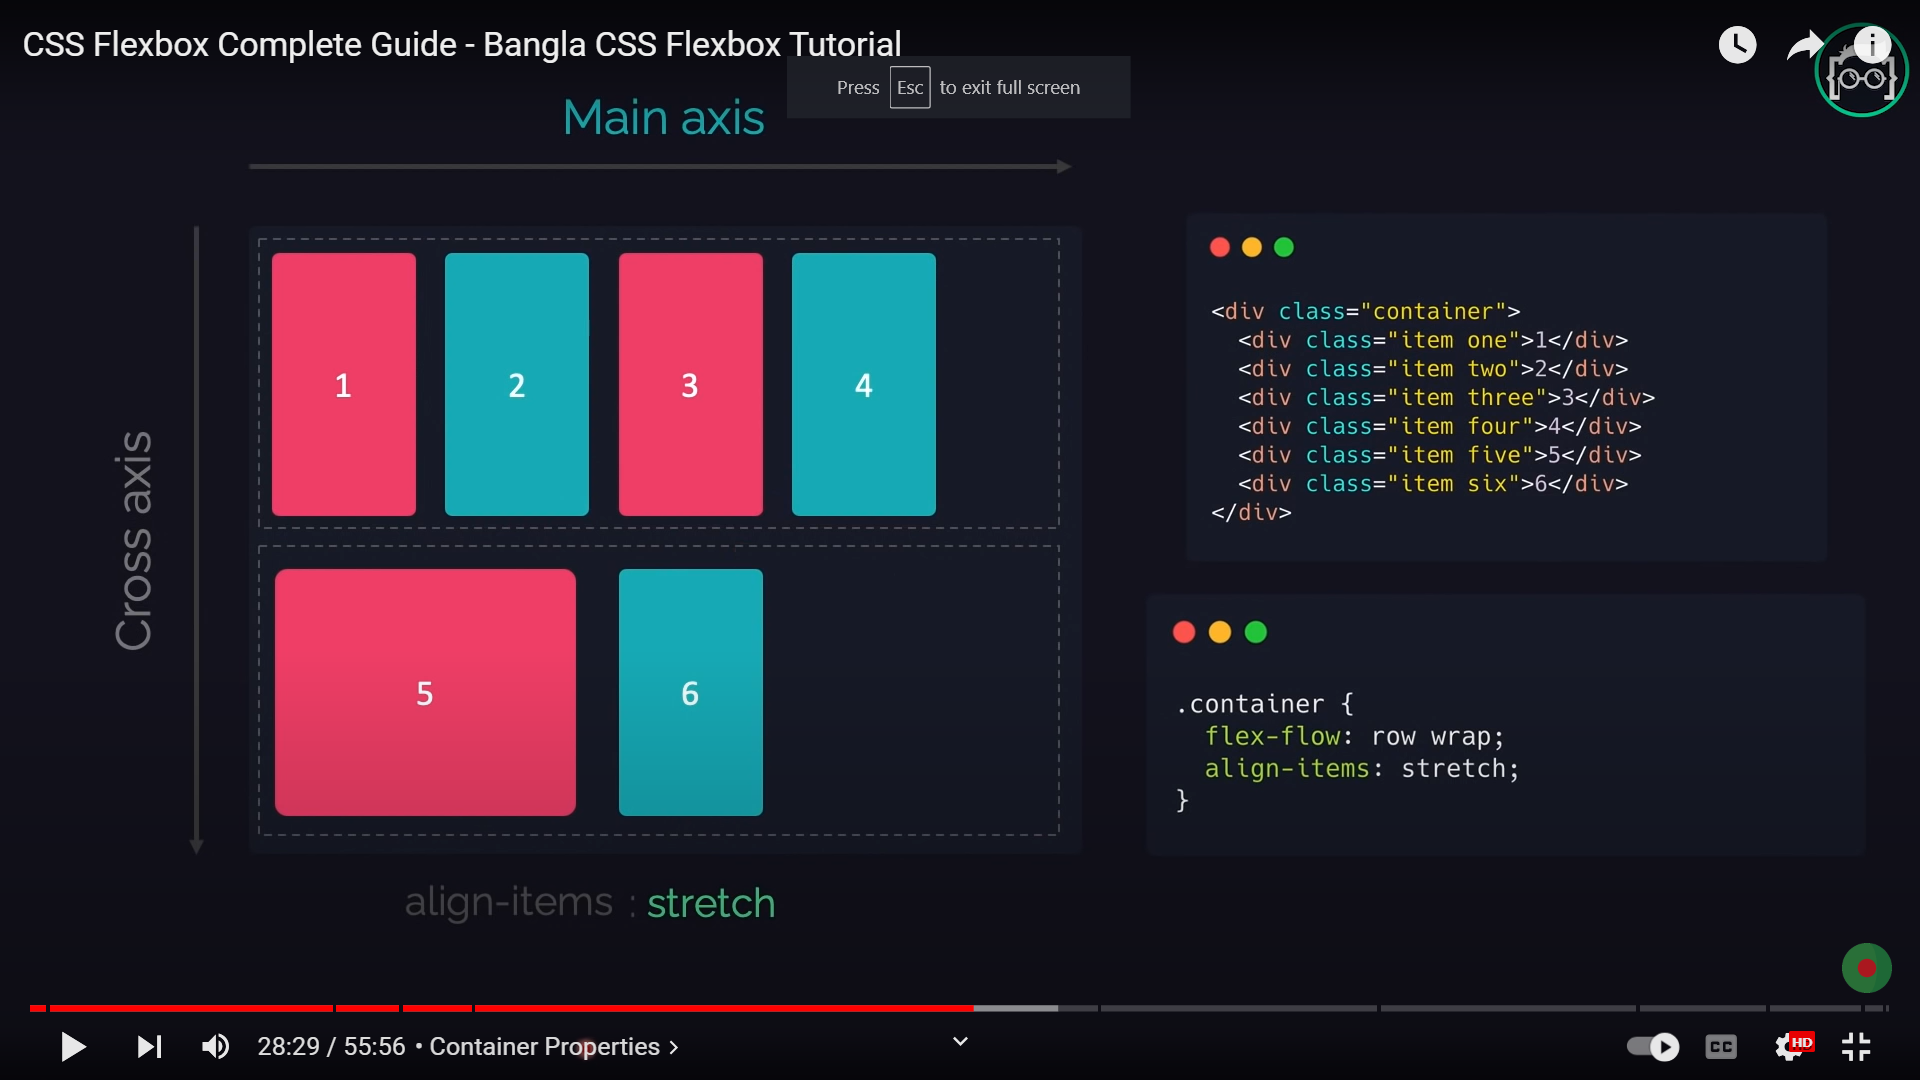 CSS Flexbox Complete Guide - Bangla CSS Flexbox Tutorial
Press Esc to exit full screen
Main axis
Cross axis
1 2 3 4
5 6
<div class="container">
  <div class="item one">1</div>
  <div class="item two">2</div>
  <div class="item three">3</div>
  <div class="item four">4</div>
  <div class="item five">5</div>
  <div class="item six">6</div>
</div>
.container {
  flex-flow: row wrap;
  align-items: stretch;
}
align-items : stretch
28:29 / 55:56 • Container Properties >
CC
HD